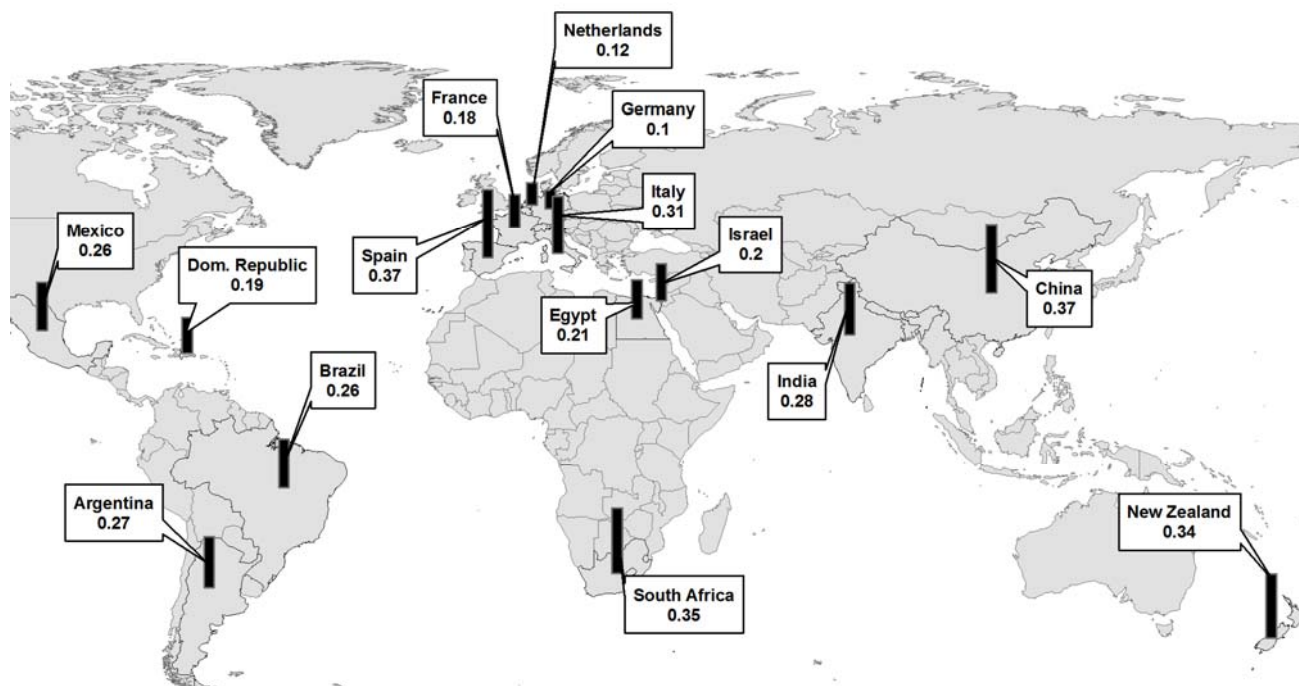 Netherlands
0.12
France
0.18
Germany
0.1
Italy
0.31
Mexico
0.26
Dom. Republic
0.19
Spain
0.37
Israel
0.2
Egypt
0.21
China
0.37
India
0.28
Brazil
0.26
Argentina
0.27
South Africa
0.35
New Zealand
0.34